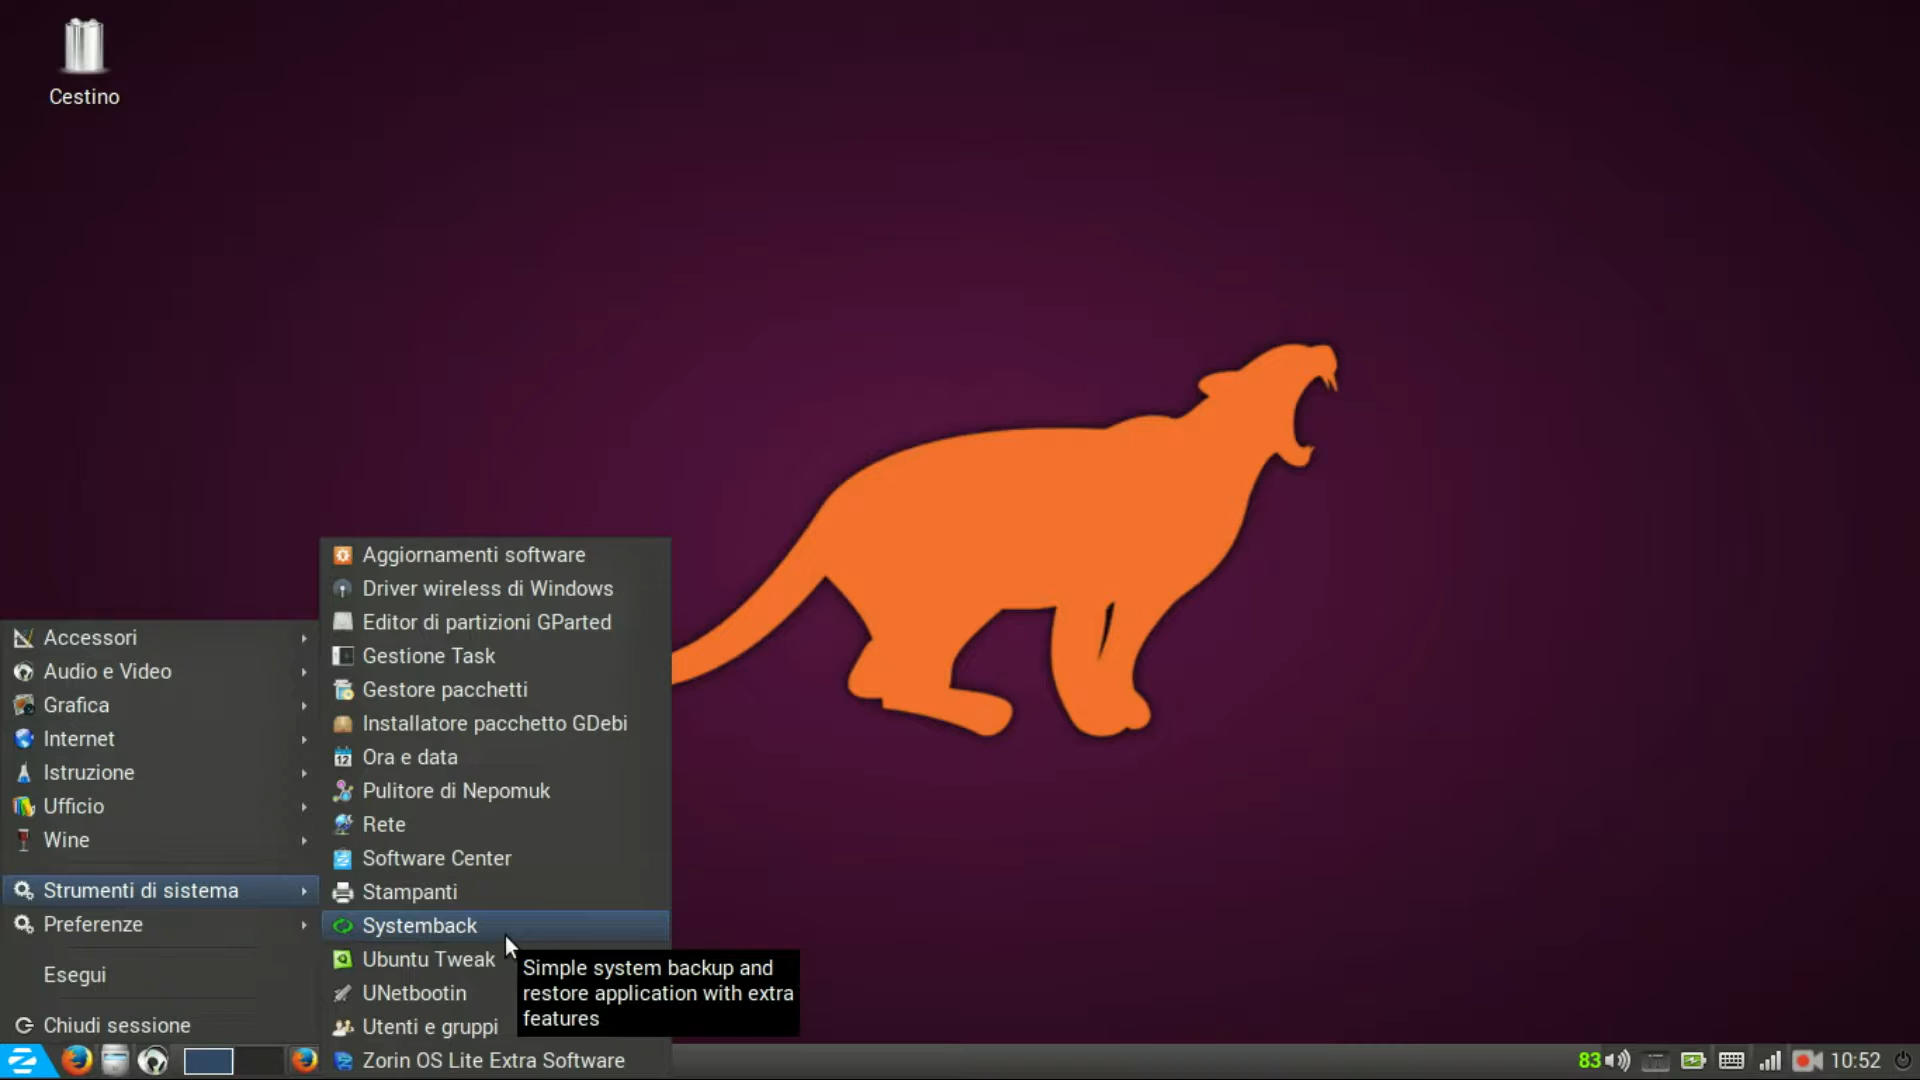 Cestino
Aggiornamenti software
Driver wireless di Windows
Editor di partizioni GParted
Gestione Task
Gestore pacchetti
Installatore pacchetto GDebi
Ora e data
Pulitore di Nepomuk
Rete
Software Center
Stampanti
Systemback
Ubuntu Tweak
UNetbootin
Utenti e gruppi
Zorin OS Lite Extra Software
Accessori
Audio e Video
Grafica
Internet
Istruzione
Ufficio
Wine
Strumenti di sistema
Preferenze
Esegui
Chiudi sessione
Simple system backup and
restore application with extra
features
12
83
10:52